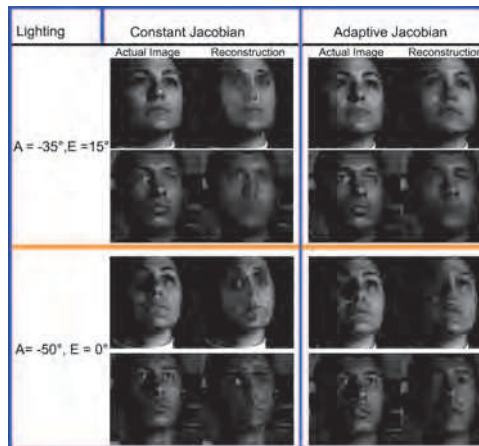 Lighting Constant Jacobian Adaptive Jacobian
Actual Image Reconstruction Actual Image Reconstruction
A = -35°,E =15°
A= -50°, E = 0°